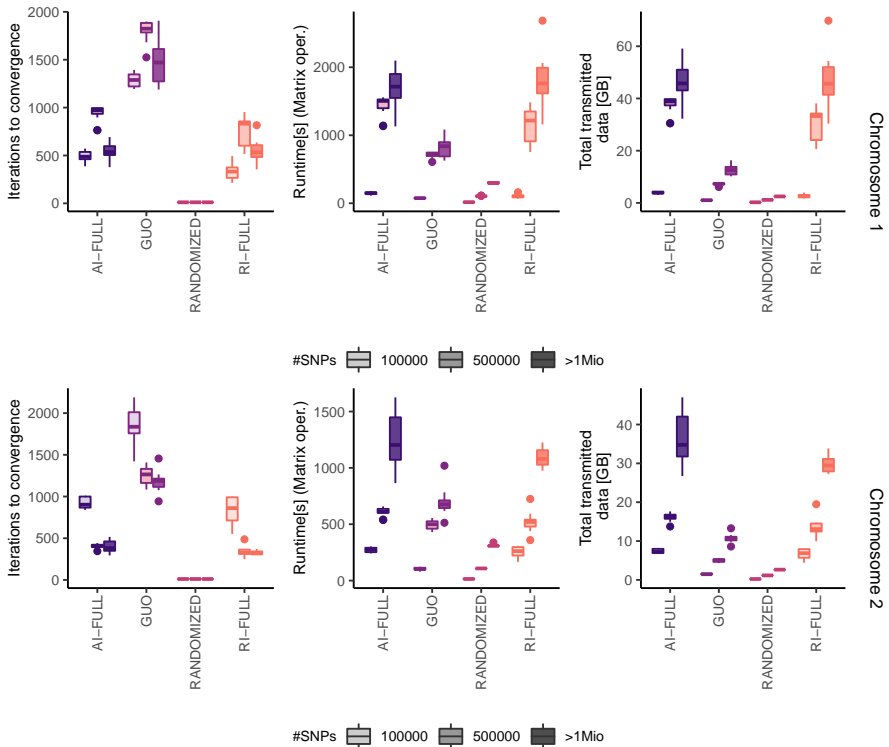 Iterations to convergence
2000
1500
1000
500
0
AI−FULL
GUO
RANDOMIZED
RI−FULL
Runtime[s] (Matrix oper.)
2000
1000
0
AI−FULL
GUO
RANDOMIZED
RI−FULL
Total transmitted
data [GB]
60
40
20
0
AI−FULL
GUO
RANDOMIZED
RI−FULL
Chromosome 1
#SNPs 100000 500000 >1Mio
Iterations to convergence
2000
1500
1000
500
0
AI−FULL
GUO
RANDOMIZED
RI−FULL
Runtime[s] (Matrix oper.)
1500
1000
500
0
AI−FULL
GUO
RANDOMIZED
RI−FULL
Total transmitted
data [GB]
40
30
20
10
0
AI−FULL
GUO
RANDOMIZED
RI−FULL
Chromosome 2
#SNPs 100000 500000 >1Mio